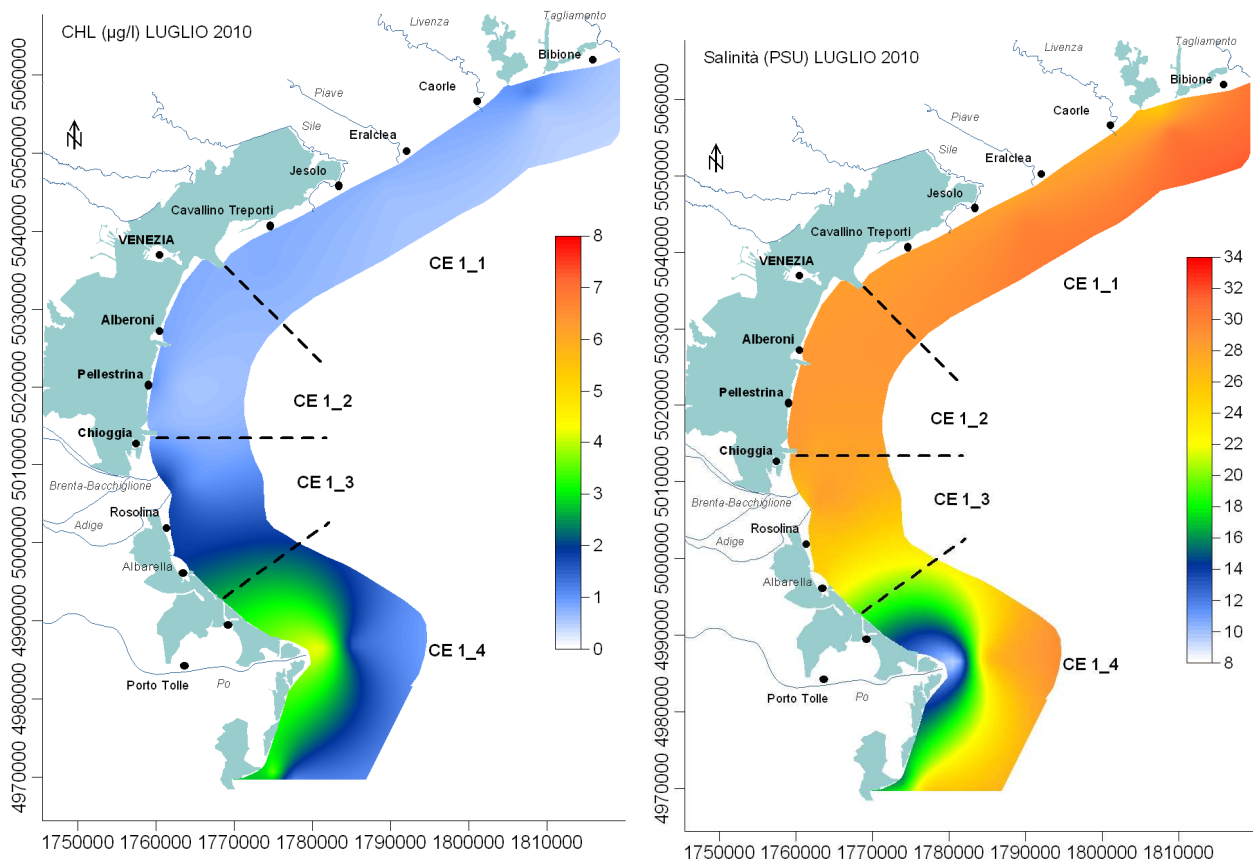 CHL (µg/l) LUGLIO 2010
Livenza
Tagliamento
Bibione
Caorle
Piave
Sile
Eraclea
Jesolo
Cavallino Treporti
VENEZIA
CE 1_1
Alberoni
Pellestrina
CE 1_2
Chioggia
CE 1_3
Brenta-Bacchiglione
Rosolina
Adige
Albarella
CE 1_4
Porto Tolle
Po
N
8
7
6
5
4
3
2
1
0
5060000
5050000
5040000
5030000
5020000
5010000
5000000
4990000
4980000
4970000
1750000 1760000 1770000 1780000 1790000 1800000 1810000
Salinità (PSU) LUGLIO 2010
Livenza
Tagliamento
Bibione
Caorle
Piave
Sile
Eraclea
Jesolo
Cavallino Treporti
VENEZIA
CE 1_1
Alberoni
Pellestrina
CE 1_2
Chioggia
CE 1_3
Brenta-Bacchiglione
Rosolina
Adige
Albarella
CE 1_4
Porto Tolle
Po
N
34
32
30
28
26
24
22
20
18
16
14
12
10
8
5060000
5050000
5040000
5030000
5020000
5010000
5000000
4990000
4980000
4970000
1750000 1760000 1770000 1780000 1790000 1800000 1810000